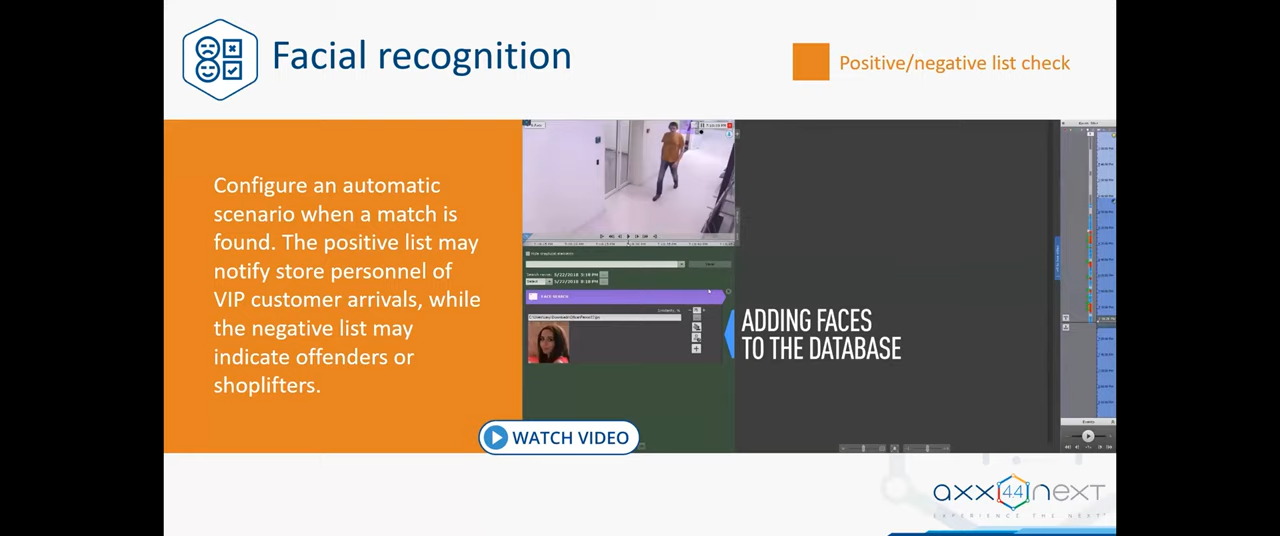 Facial recognition
Positive/negative list check
Configure an automatic
scenario when a match is
found. The positive list may
notify store personnel of
VIP customer arrivals, while
the negative list may
indicate offenders or
shoplifters.
ADDING FACES
TO THE DATABASE
WATCH VIDEO
axx44next
EXPERIENCE THE NEXT